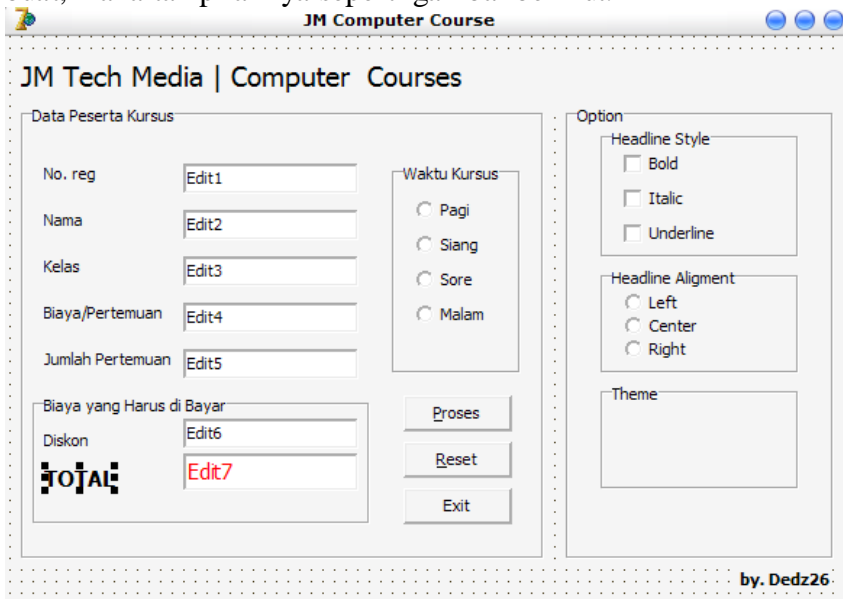 JM Computer Course
JM Tech Media | Computer Courses
Data Peserta Kursus
No. reg
Edit1
Nama
Edit2
Kelas
Edit3
Biaya/Pertemuan
Edit4
Jumlah Pertemuan
Edit5
Waktu Kursus
Pagi
Siang
Sore
Malam
Biaya yang Harus di Bayar
Diskon
Edit6
TOTAL
Edit7
Proses
Reset
Exit
Option
Headline Style
Bold
Italic
Underline
Headline Aligment
Left
Center
Right
Theme
by. Dedz26